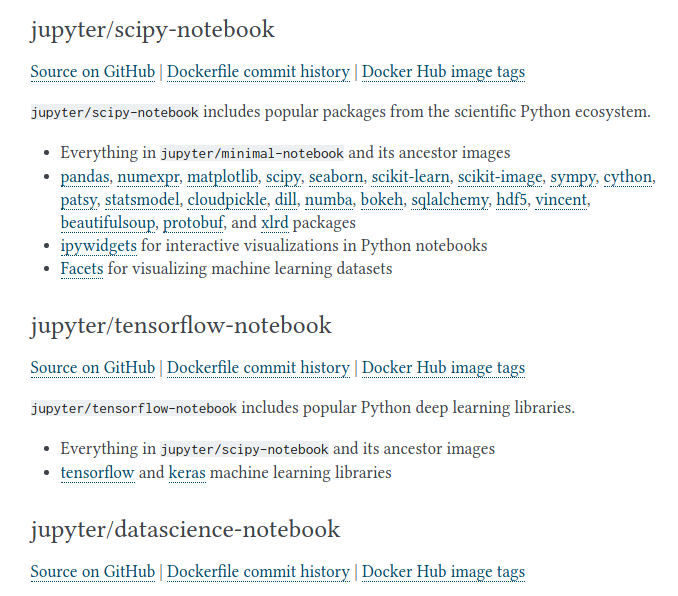 jupyter/scipy-notebook
Source on GitHub | Dockerfile commit history | Docker Hub image tags
jupyter/scipy-notebook includes popular packages from the scientific Python ecosystem.
• Everything in jupyter/minimal-notebook and its ancestor images
• pandas, numexpr, matplotlib, scipy, seaborn, scikit-learn, scikit-image, sympy, cython,
patsy, statsmodel, cloudpickle, dill, numba, bokeh, sqlalchemy, hdf5, vincent,
beautifulsoup, protobuf, and xlrd packages
• ipywidgets for interactive visualizations in Python notebooks
• Facets for visualizing machine learning datasets
jupyter/tensorflow-notebook
Source on GitHub | Dockerfile commit history | Docker Hub image tags
jupyter/tensorflow-notebook includes popular Python deep learning libraries.
• Everything in jupyter/scipy-notebook and its ancestor images
• tensorflow and keras machine learning libraries
jupyter/datascience-notebook
Source on GitHub | Dockerfile commit history | Docker Hub image tags